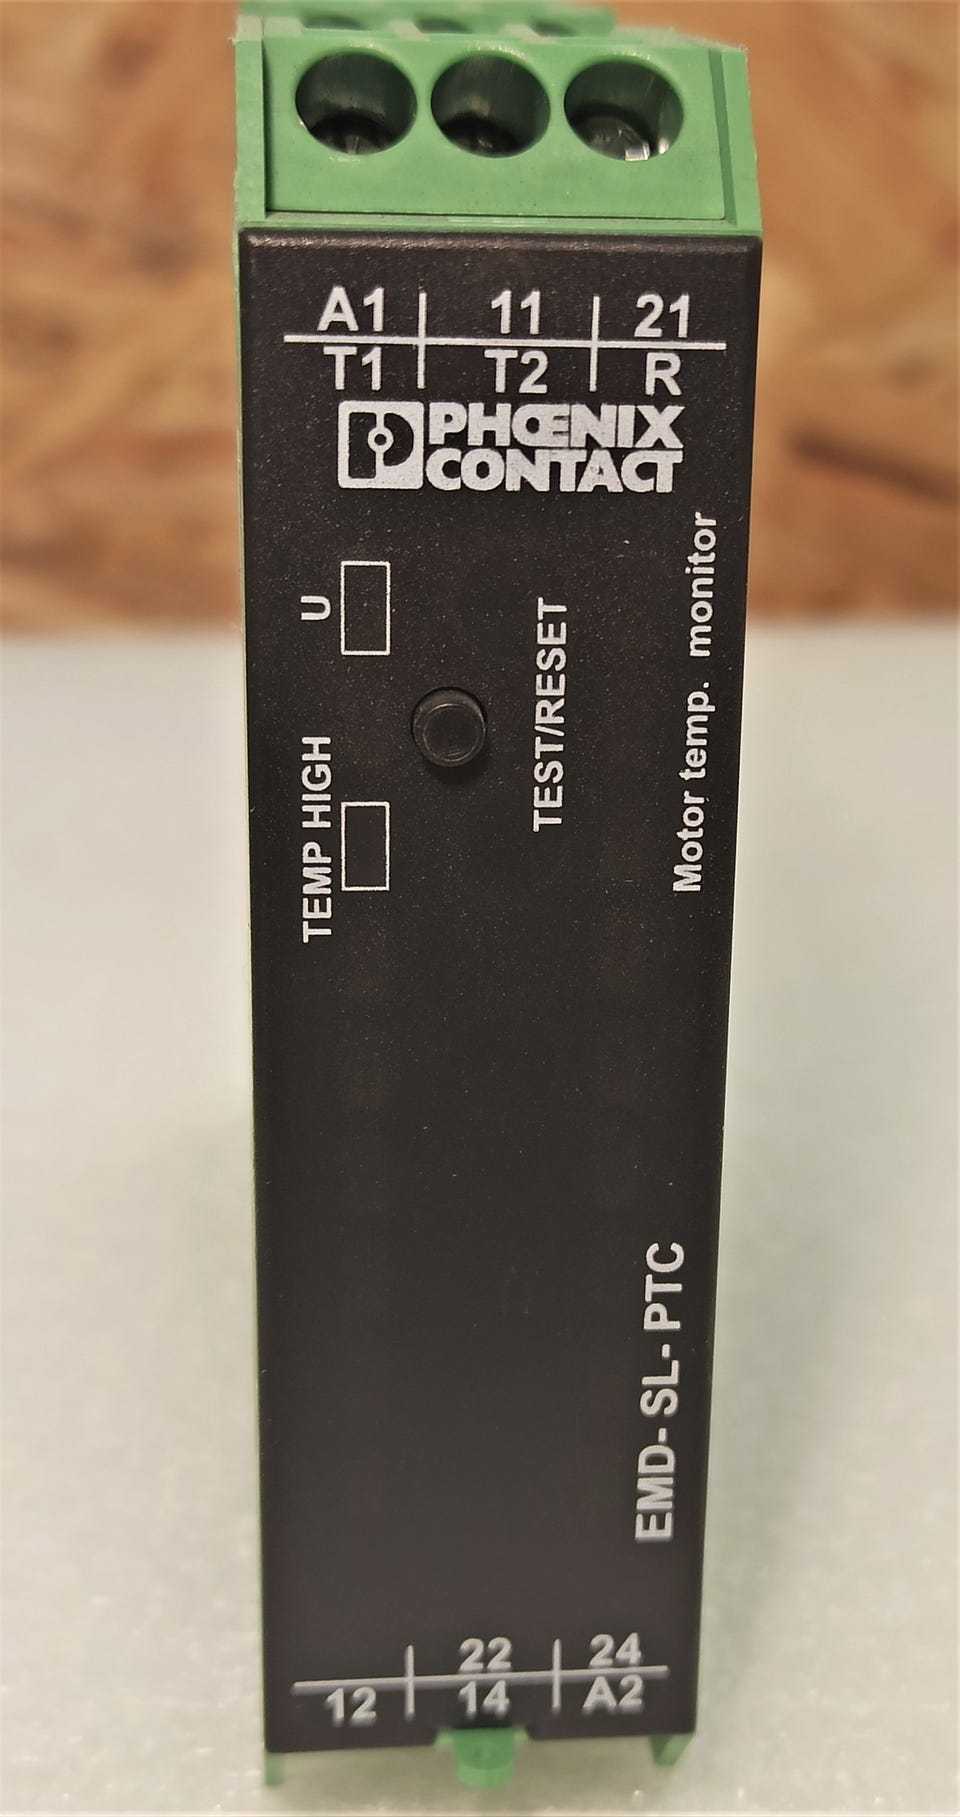 A1 11 21
T1 T2 R
PHŒNIX
CONTACT
U
TEMP HIGH
TEST/RESET
Motor temp. monitor
EMD-SL-PTC
22 24
12 14 A2